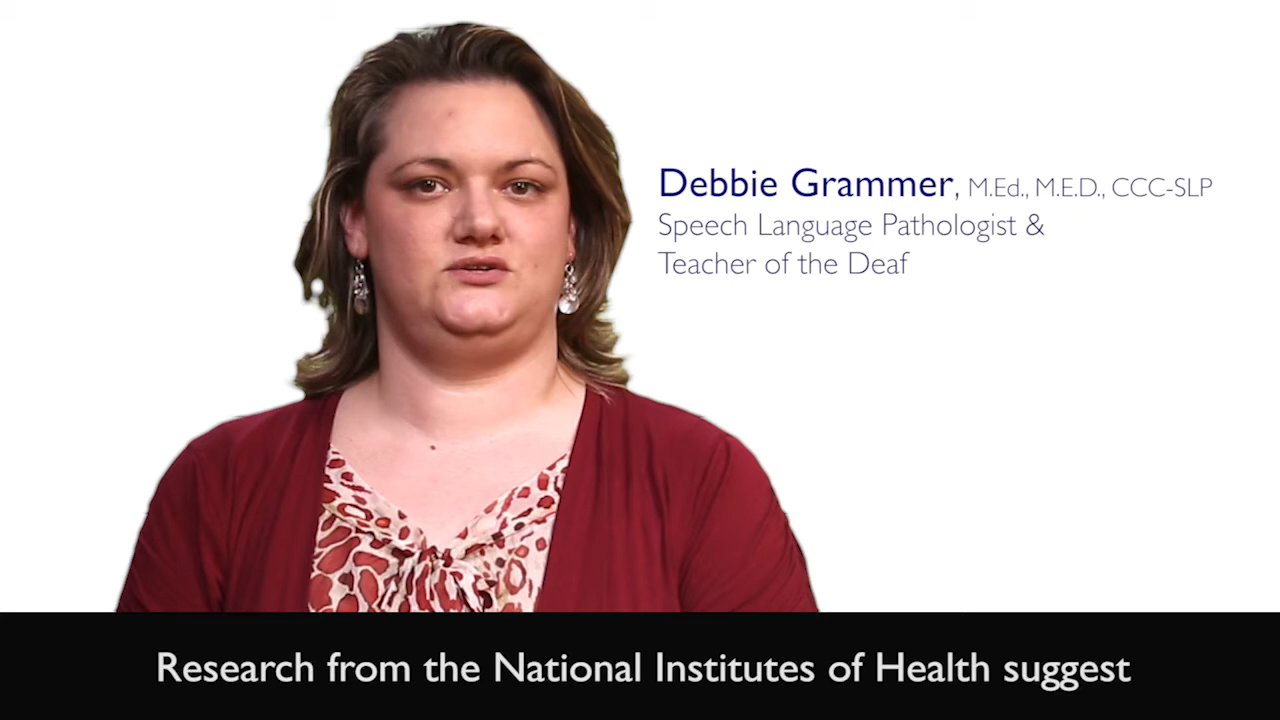 Debbie Grammer, M.Ed., M.E.D., CCC-SLP
Speech Language Pathologist &
Teacher of the Deaf
Research from the National Institutes of Health suggest